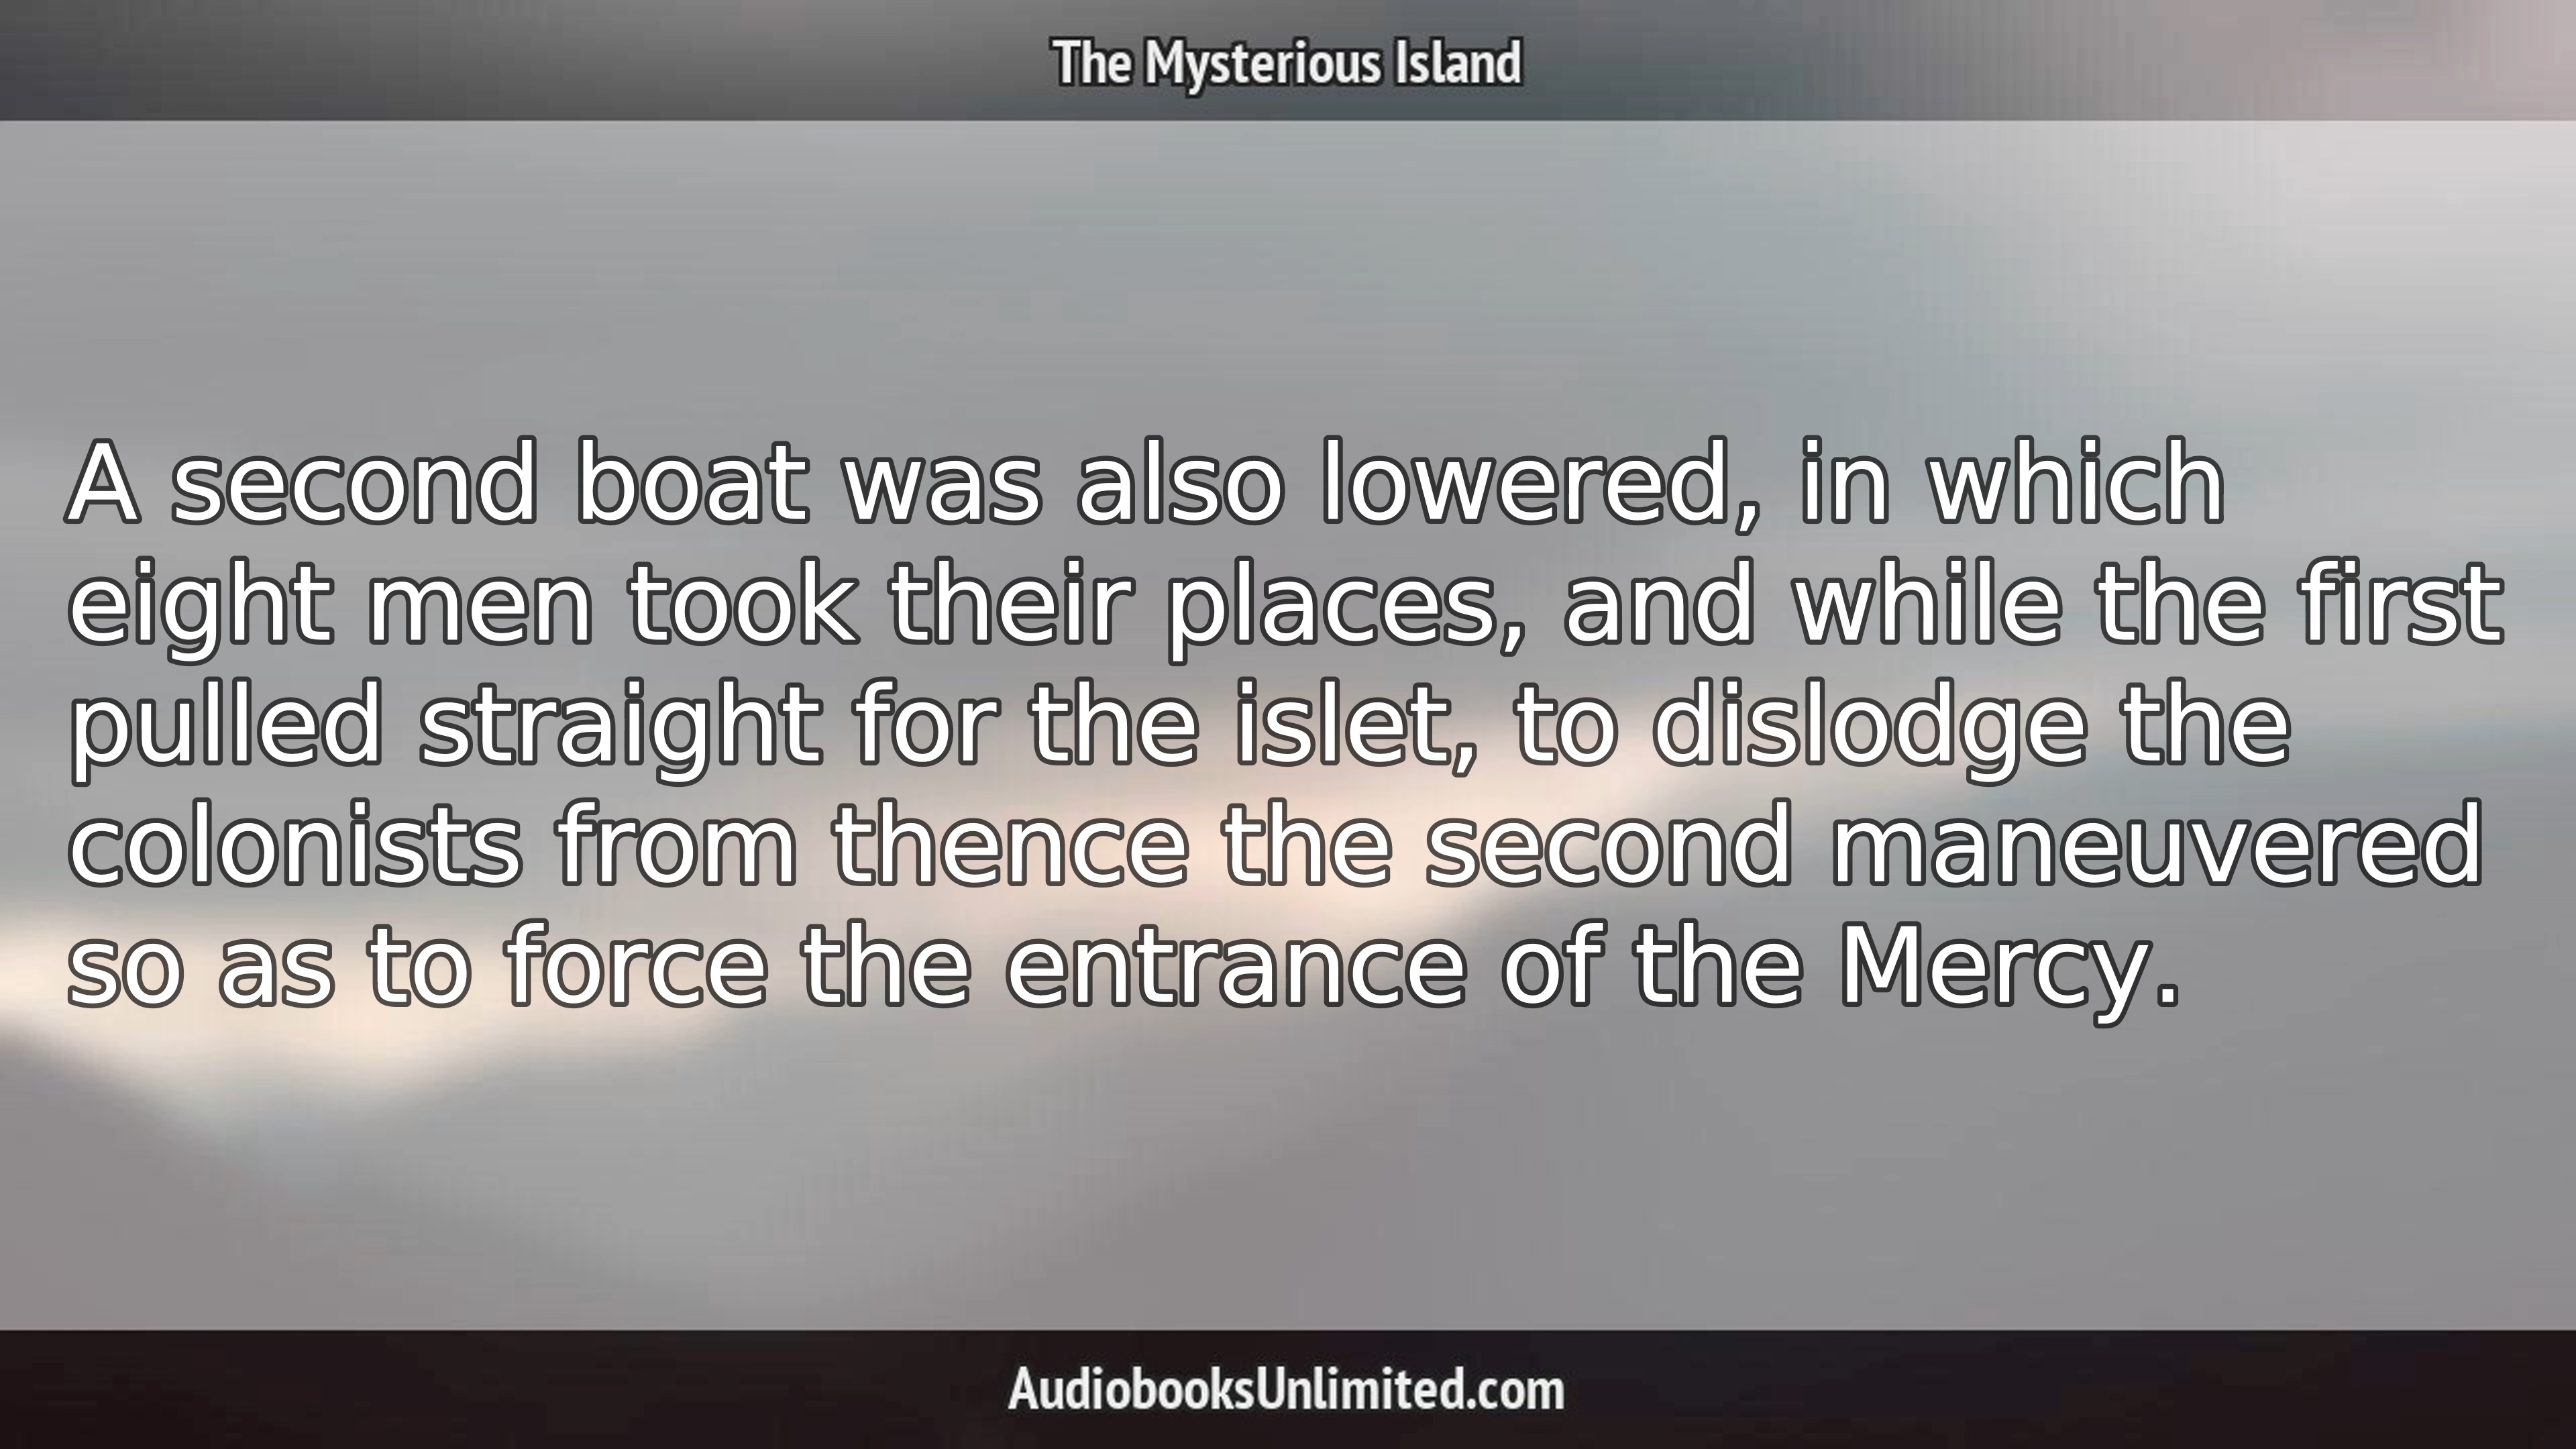 The Mysterious Island
A second boat was also lowered, in which
eight men took their places, and while the first
pulled straight for the islet, to dislodge the
colonists from thence the second maneuvered
so as to force the entrance of the Mercy.
AudiobooksUnlimited.com